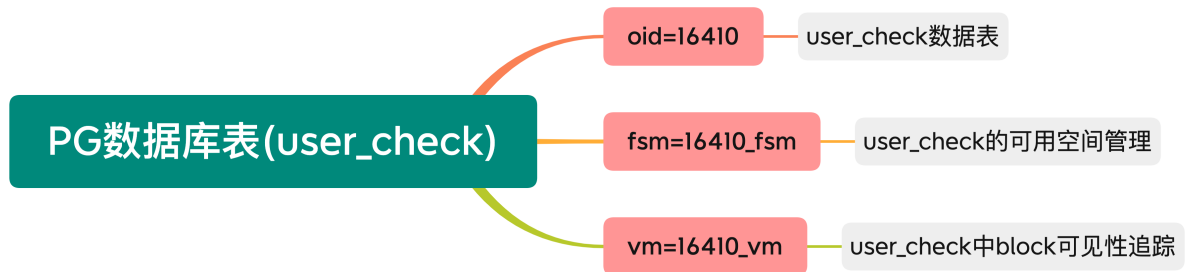 PG数据库表(user_check)
oid=16410
user_check数据表
fsm=16410_fsm
user_check的可用空间管理
vm=16410_vm
user_check中block可见性追踪